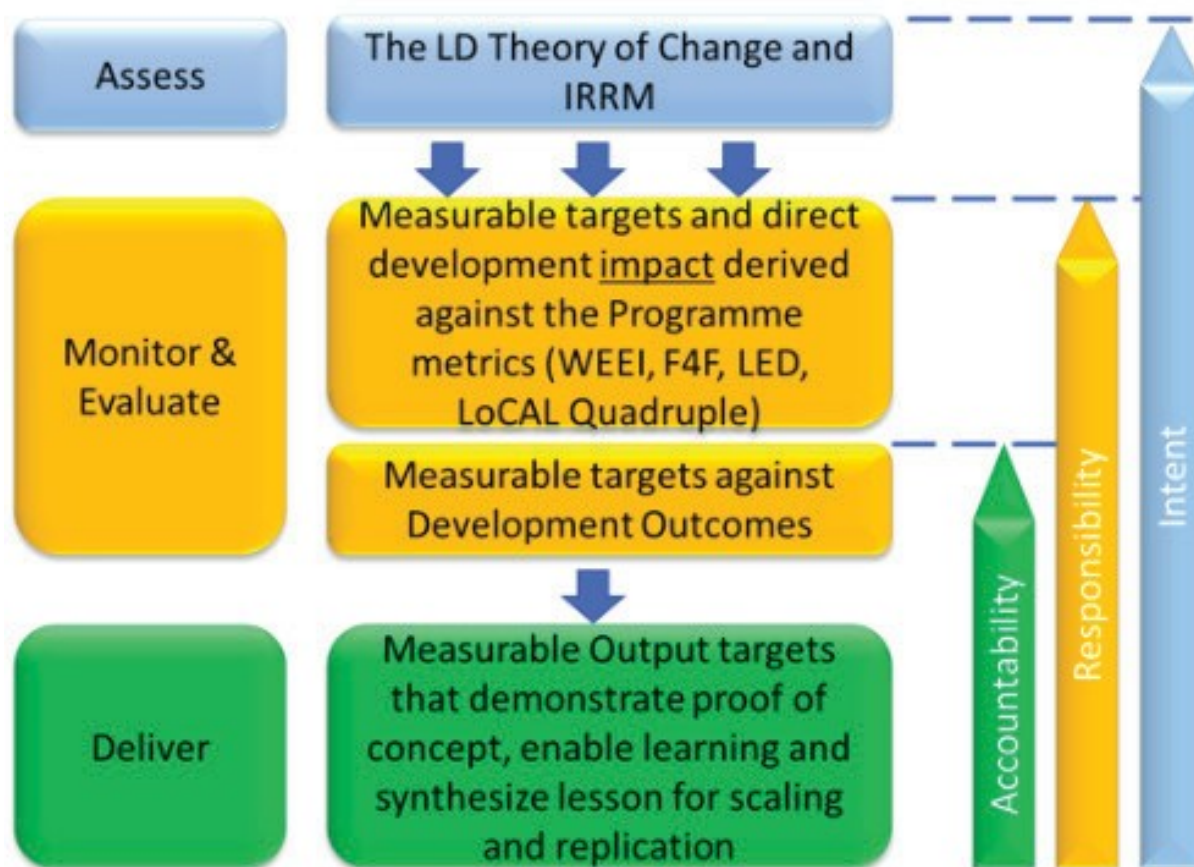 Assess
The LD Theory of Change and
IRRM
Monitor &
Evaluate
Measurable targets and direct
development impact derived
against the Programme
metrics (WEEI, F4F, LED,
LoCAL Quadruple)
Measurable targets against
Development Outcomes
Deliver
Measurable Output targets
that demonstrate proof of
concept, enable learning and
synthesize lesson for scaling
and replication
Accountability
Responsibility
Intent